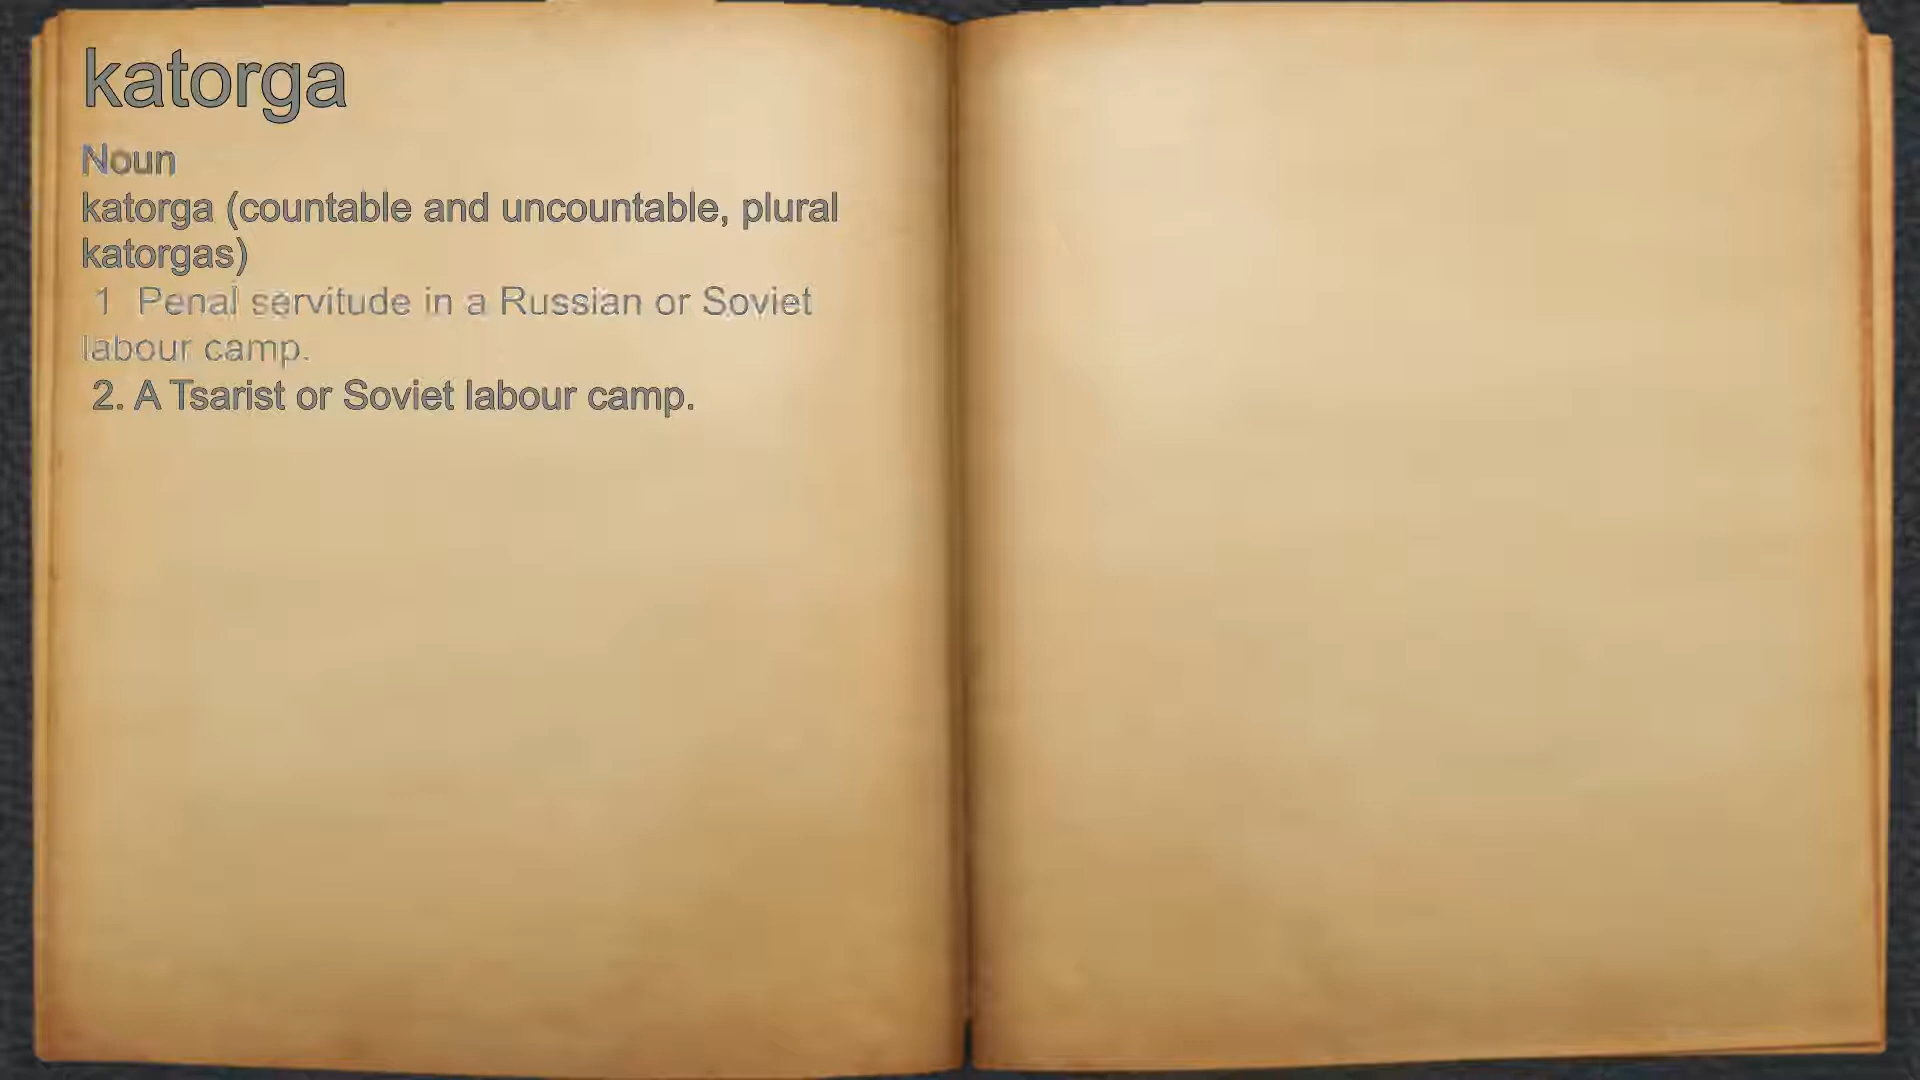 katorga
Noun
katorga (countable and uncountable, plural
katorgas)
1 Penal servitude in a Russian or Soviet
labour camp.
2. A Tsarist or Soviet labour camp.